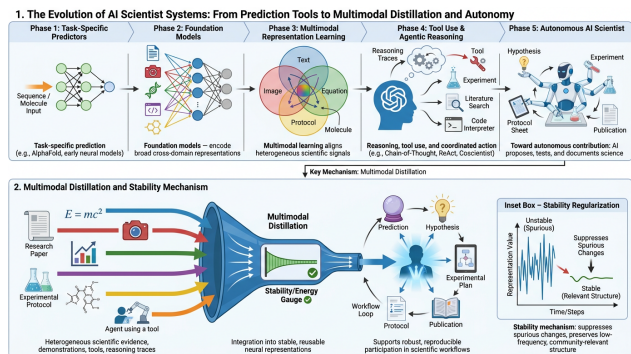 1. The Evolution of AI Scientist Systems: From Prediction Tools to Multimodal Distillation and Autonomy
Phase 1: Task-Specific
Predictors
Sequence /
Molecule
Input
Task-specific prediction
(e.g., AlphaFold, early neural models)
Phase 2: Foundation
Models
Foundation models — encode
broad cross-domain representations
Phase 3: Multimodal
Representation Learning
Text
Image
Equation
Protocol
Molecule
Multimodal learning aligns
heterogeneous scientific signals
Phase 4: Tool Use &
Agentic Reasoning
Reasoning
Traces
Tool
Experiment
Literature
Search
Code
Interpreter
Reasoning, tool use, and coordinated action
(e.g., Chain-of-Thought, ReAct, Coscientist)
Phase 5: Autonomous AI Scientist
Hypothesis
Experiment
Protocol
Sheet
Publication
Toward autonomous contribution: AI
proposes, tests, and documents science
Key Mechanism: Multimodal Distillation
2. Multimodal Distillation and Stability Mechanism
E = mc²
Research
Paper
Experimental
Protocol
Agent using a tool
Heterogeneous scientific evidence,
demonstrations, tools, reasoning traces
Multimodal
Distillation
Stability/Energy
Gauge
Integration into stable, reusable
neural representations
Prediction
Hypothesis
Experimental
Plan
Publication
Protocol
Workflow
Loop
Supports robust, reproducible
participation in scientific workflows
Inset Box – Stability Regularization
Unstable
(Spurious)
Suppresses
Spurious
Changes
Stable
(Relevant Structure)
Representation Value
Time/Steps
Stability mechanism: suppresses
spurious changes, preserves low-
frequency, community-relevant
structure